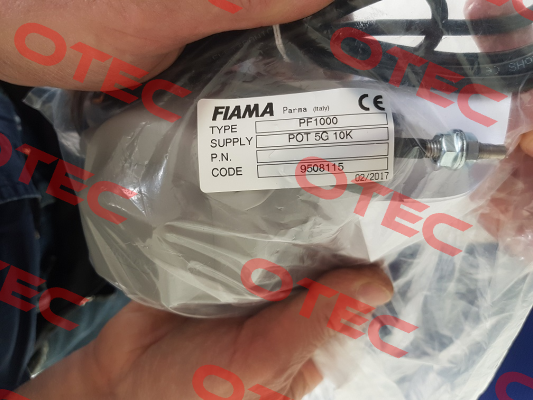 FIAMA Parma (Italy) CE
TYPE PF1000
SUPPLY POT 5G 10K
P.N.
CODE 9508115
02/2017
OTEC
OTEC
OTEC
OTEC
OTEC
OTEC
OTEC
OTEC
OTEC